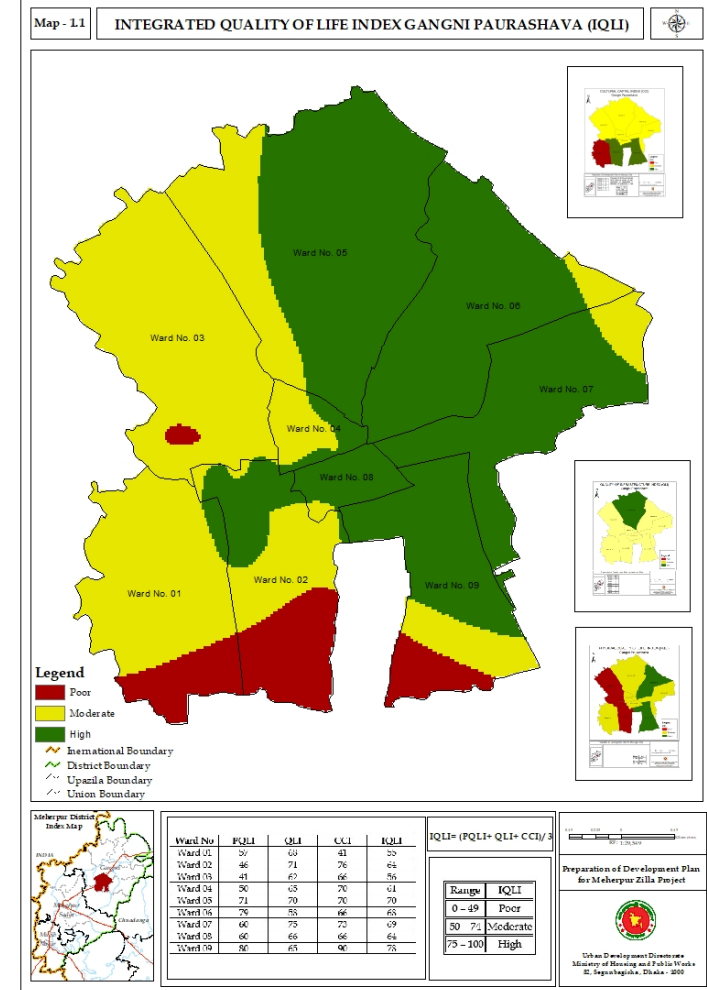 Map - 1.1
INTEGRATED QUALITY OF LIFE INDEX GANGNI PAURASHAVA (IQLI)
Ward No. 05
Ward No. 06
Ward No. 03
Ward No. 07
Ward No. 04
Ward No. 08
Ward No. 01
Ward No. 02
Ward No. 09
Legend
Poor
Moderate
High
Inernational Boundary
District Boundary
Upazila Boundary
Union Boundary
Meherpur District
Index Map
INDIA
Ward No PQLI QLI CCI IQLI
Ward 01 57 68 41 55
Ward 02 46 71 76 64
Ward 03 41 62 66 56
Ward 04 50 65 70 61
Ward 05 71 70 70 70
Ward 06 79 58 66 68
Ward 07 60 75 73 69
Ward 08 60 66 66 64
Ward 09 80 65 90 78
IQLI= (PQLI+ QLI+ CCI)/ 3
Range IQLI
0 – 49 Poor
50 – 74 Moderate
75 – 100 High
Preparation of Development Plan
for Meherpur Zilla Project
Urban Development Directorate
Ministry of Housing and Public Works
82, Segunbagicha, Dhaka - 1000